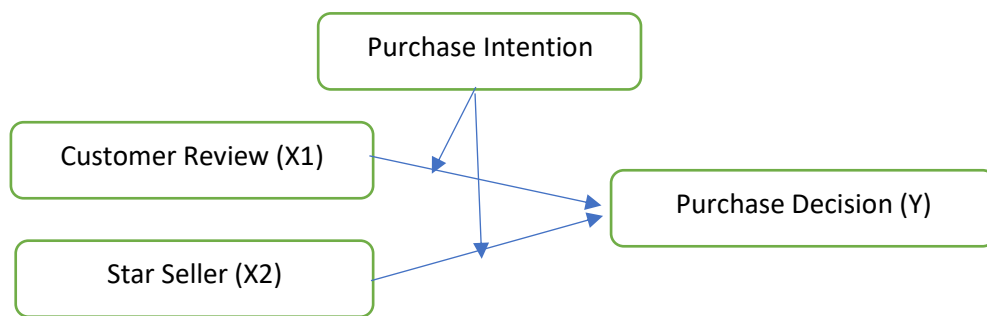 Purchase Intention
Customer Review (X1)
Purchase Decision (Y)
Star Seller (X2)